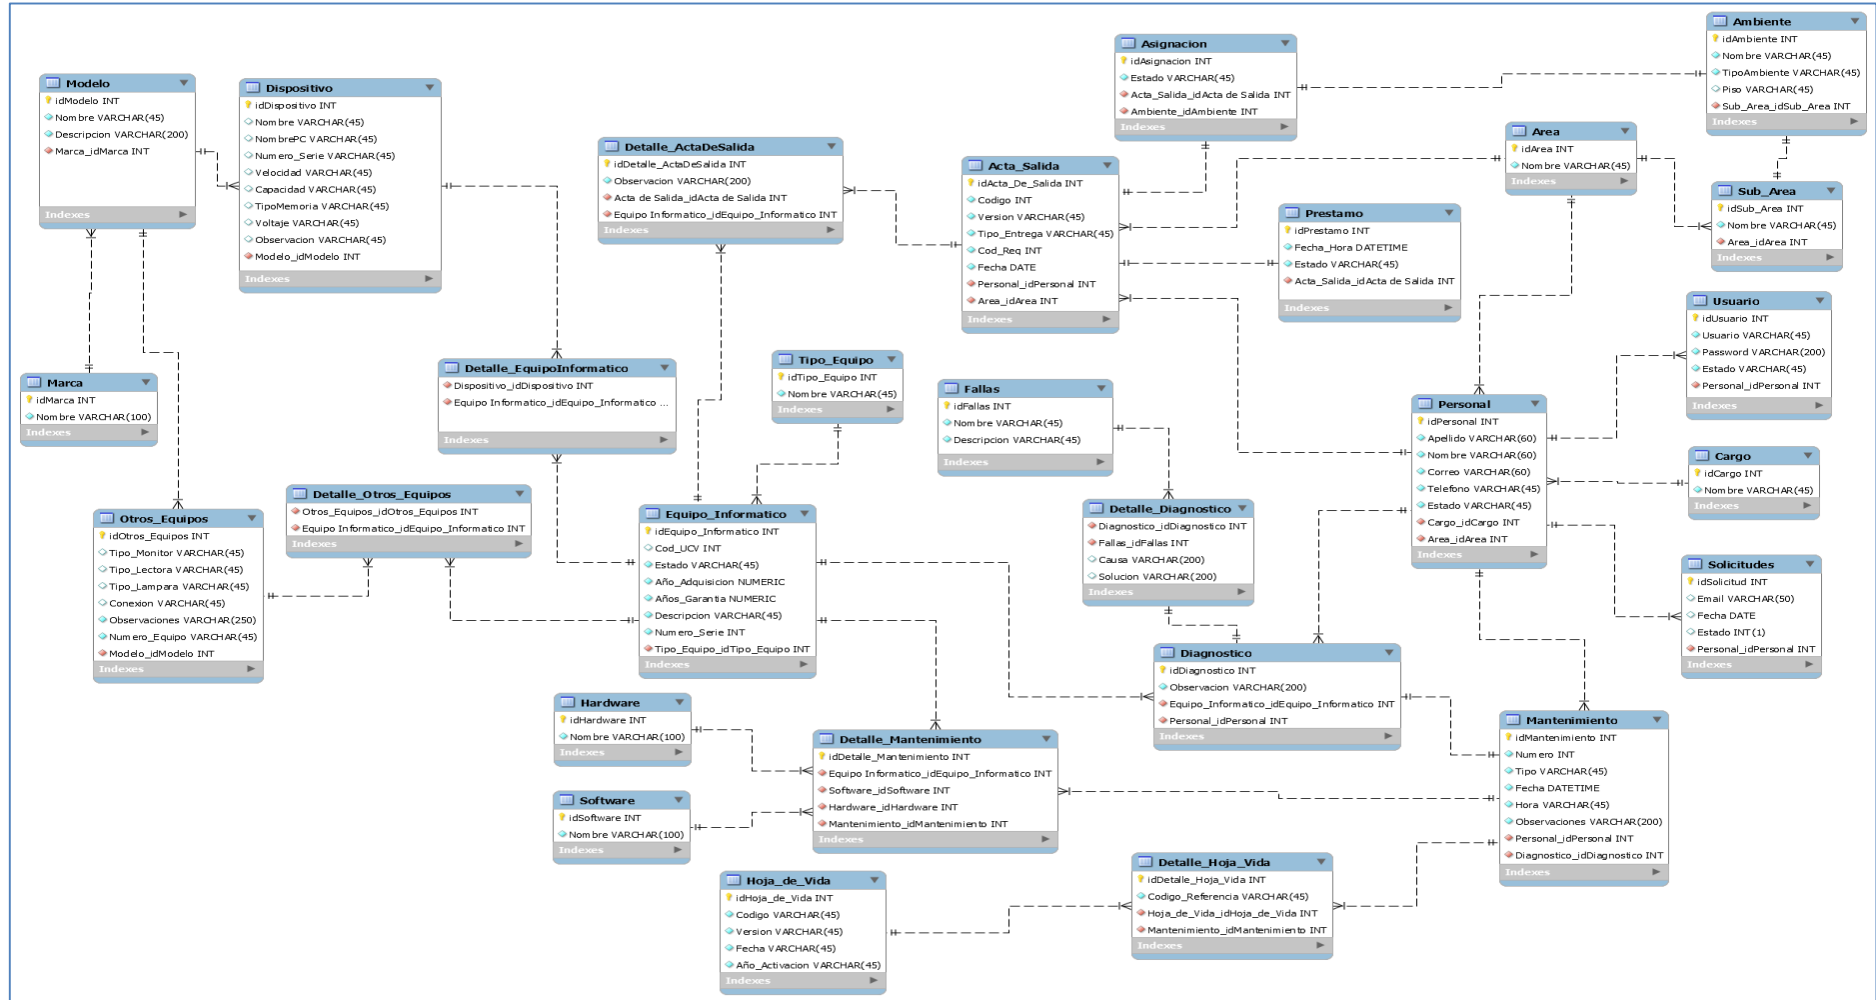 Modelo
idModelo INT
Nombre VARCHAR(45)
Descripcion VARCHAR(200)
Marca_idMarca INT
Indexes
Dispositivo
idDispositivo INT
Nombre VARCHAR(45)
NombrePC VARCHAR(45)
Numero_Serie VARCHAR(45)
Velocidad VARCHAR(45)
Capacidad VARCHAR(45)
TipoMemoria VARCHAR(45)
Voltaje VARCHAR(45)
Observacion VARCHAR(45)
Modelo_idModelo INT
Indexes
Detalle_ActaDeSalida
idDetalle_ActaDeSalida INT
Observacion VARCHAR(200)
Acta de Salida_idActa de Salida INT
Equipo Informatico_idEquipo_Informatico INT
Indexes
Acta_Salida
idActa_De_Salida INT
Codigo INT
Version VARCHAR(45)
Tipo_Entrega VARCHAR(45)
Cod_Req INT
Fecha DATE
Personal_idPersonal INT
Area_idArea INT
Indexes
Asignacion
idAsignacion INT
Estado VARCHAR(45)
Acta_Salida_idActa de Salida INT
Ambiente_idAmbiente INT
Indexes
Ambiente
idAmbiente INT
Nombre VARCHAR(45)
TipoAmbiente VARCHAR(45)
Piso VARCHAR(45)
Sub_Area_idSub_Area INT
Indexes
Area
idArea INT
Nombre VARCHAR(45)
Indexes
Sub_Area
idSub_Area INT
Nombre VARCHAR(45)
Area_idArea INT
Indexes
Prestamo
idPrestamo INT
Fecha_Hora DATETIME
Estado VARCHAR(45)
Acta_Salida_idActa de Salida INT
Indexes
Usuario
idUsuario INT
Usuario VARCHAR(45)
Password VARCHAR(200)
Estado VARCHAR(45)
Personal_idPersonal INT
Indexes
Marca
idMarca INT
Nombre VARCHAR(100)
Indexes
Detalle_EquipoInformatico
Dispositivo_idDispositivo INT
Equipo Informatico_idEquipo_Informatico ...
Indexes
Tipo_Equipo
idTipo_Equipo INT
Nombre VARCHAR(45)
Indexes
Fallas
idFallas INT
Nombre VARCHAR(45)
Descripcion VARCHAR(45)
Indexes
Personal
idPersonal INT
Apellido VARCHAR(60)
Nombre VARCHAR(60)
Correo VARCHAR(60)
Telefono VARCHAR(45)
Estado VARCHAR(45)
Cargo_idCargo INT
Area_idArea INT
Indexes
Cargo
idCargo INT
Nombre VARCHAR(45)
Indexes
Otros_Equipos
idOtros_Equipos INT
Tipo_Monitor VARCHAR(45)
Tipo_Lectora VARCHAR(45)
Tipo_Lampara VARCHAR(45)
Conexion VARCHAR(45)
Observaciones VARCHAR(250)
Numero_Equipo VARCHAR(45)
Modelo_idModelo INT
Indexes
Detalle_Otros_Equipos
Otros_Equipos_idOtros_Equipos INT
Equipo Informatico_idEquipo_Informatico INT
Indexes
Equipo_Informatico
idEquipo_Informatico INT
Cod_UCV INT
Estado VARCHAR(45)
Año_Adquisicion NUMERIC
Años_Garantia NUMERIC
Descripcion VARCHAR(45)
Numero_Serie INT
Tipo_Equipo_idTipo_Equipo INT
Indexes
Detalle_Diagnostico
Diagnostico_idDiagnostico INT
Fallas_idFallas INT
Causa VARCHAR(200)
Solucion VARCHAR(200)
Indexes
Solicitudes
idSolicitud INT
Email VARCHAR(50)
Fecha DATE
Estado INT(1)
Personal_idPersonal INT
Indexes
Diagnostico
idDiagnostico INT
Observacion VARCHAR(200)
Equipo_Informatico_idEquipo_Informatico INT
Personal_idPersonal INT
Indexes
Hardware
idHardware INT
Nombre VARCHAR(100)
Indexes
Software
idSoftware INT
Nombre VARCHAR(100)
Indexes
Detalle_Mantenimiento
idDetalle_Mantenimiento INT
Equipo Informatico_idEquipo_Informatico INT
Software_idSoftware INT
Hardware_idHardware INT
Mantenimiento_idMantenimiento INT
Indexes
Mantenimiento
idMantenimiento INT
Numero INT
Tipo VARCHAR(45)
Fecha DATETIME
Hora VARCHAR(45)
Observaciones VARCHAR(200)
Personal_idPersonal INT
Diagnostico_idDiagnostico INT
Indexes
Hoja_de_Vida
idHoja_de_Vida INT
Codigo VARCHAR(45)
Version VARCHAR(45)
Fecha VARCHAR(45)
Año_Activacion VARCHAR(45)
Indexes
Detalle_Hoja_Vida
idDetalle_Hoja_Vida INT
Codigo_Referencia VARCHAR(45)
Hoja_de_Vida_idHoja_de_Vida INT
Mantenimiento_idMantenimiento INT
Indexes